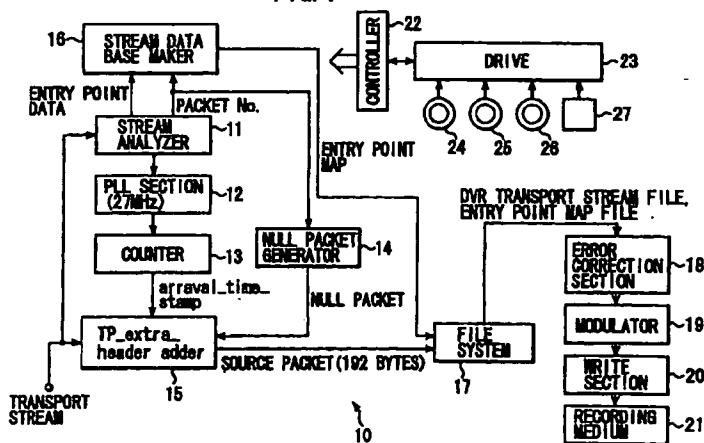 16
STREAM DATA
BASE MAKER
22
CONTROLLER
DRIVE
23
24
25
26
27
ENTRY POINT
DATA
PACKET No.
STREAM
ANALYZER
11
ENTRY POINT
MAP
PLL SECTION
(27MHz)
12
COUNTER
13
NULL PACKET
GENERATOR
14
arraval_time_
stamp
NULL PACKET
TP_extra_
header adder
15
SOURCE PACKET(192 BYTES)
TRANSPORT
STREAM
FILE
SYSTEM
17
DVR TRANSPORT STREAM FILE,
ENTRY POINT MAP FILE
ERROR
CORRECTION
SECTION
18
MODULATOR
19
WRITE
SECTION
20
RECORDING
MEDIUM
21
10